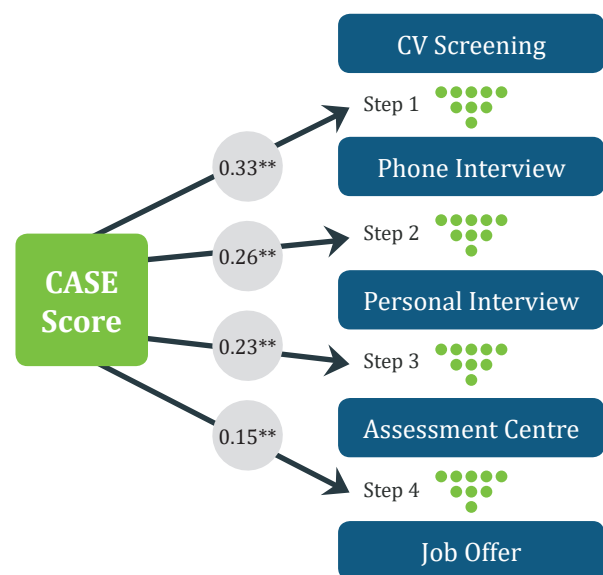 CV Screening
Step 1
0.33**
Phone Interview
Step 2
0.26**
CASE
Score
Personal Interview
Step 3
0.23**
Assessment Centre
Step 4
0.15**
Job Offer